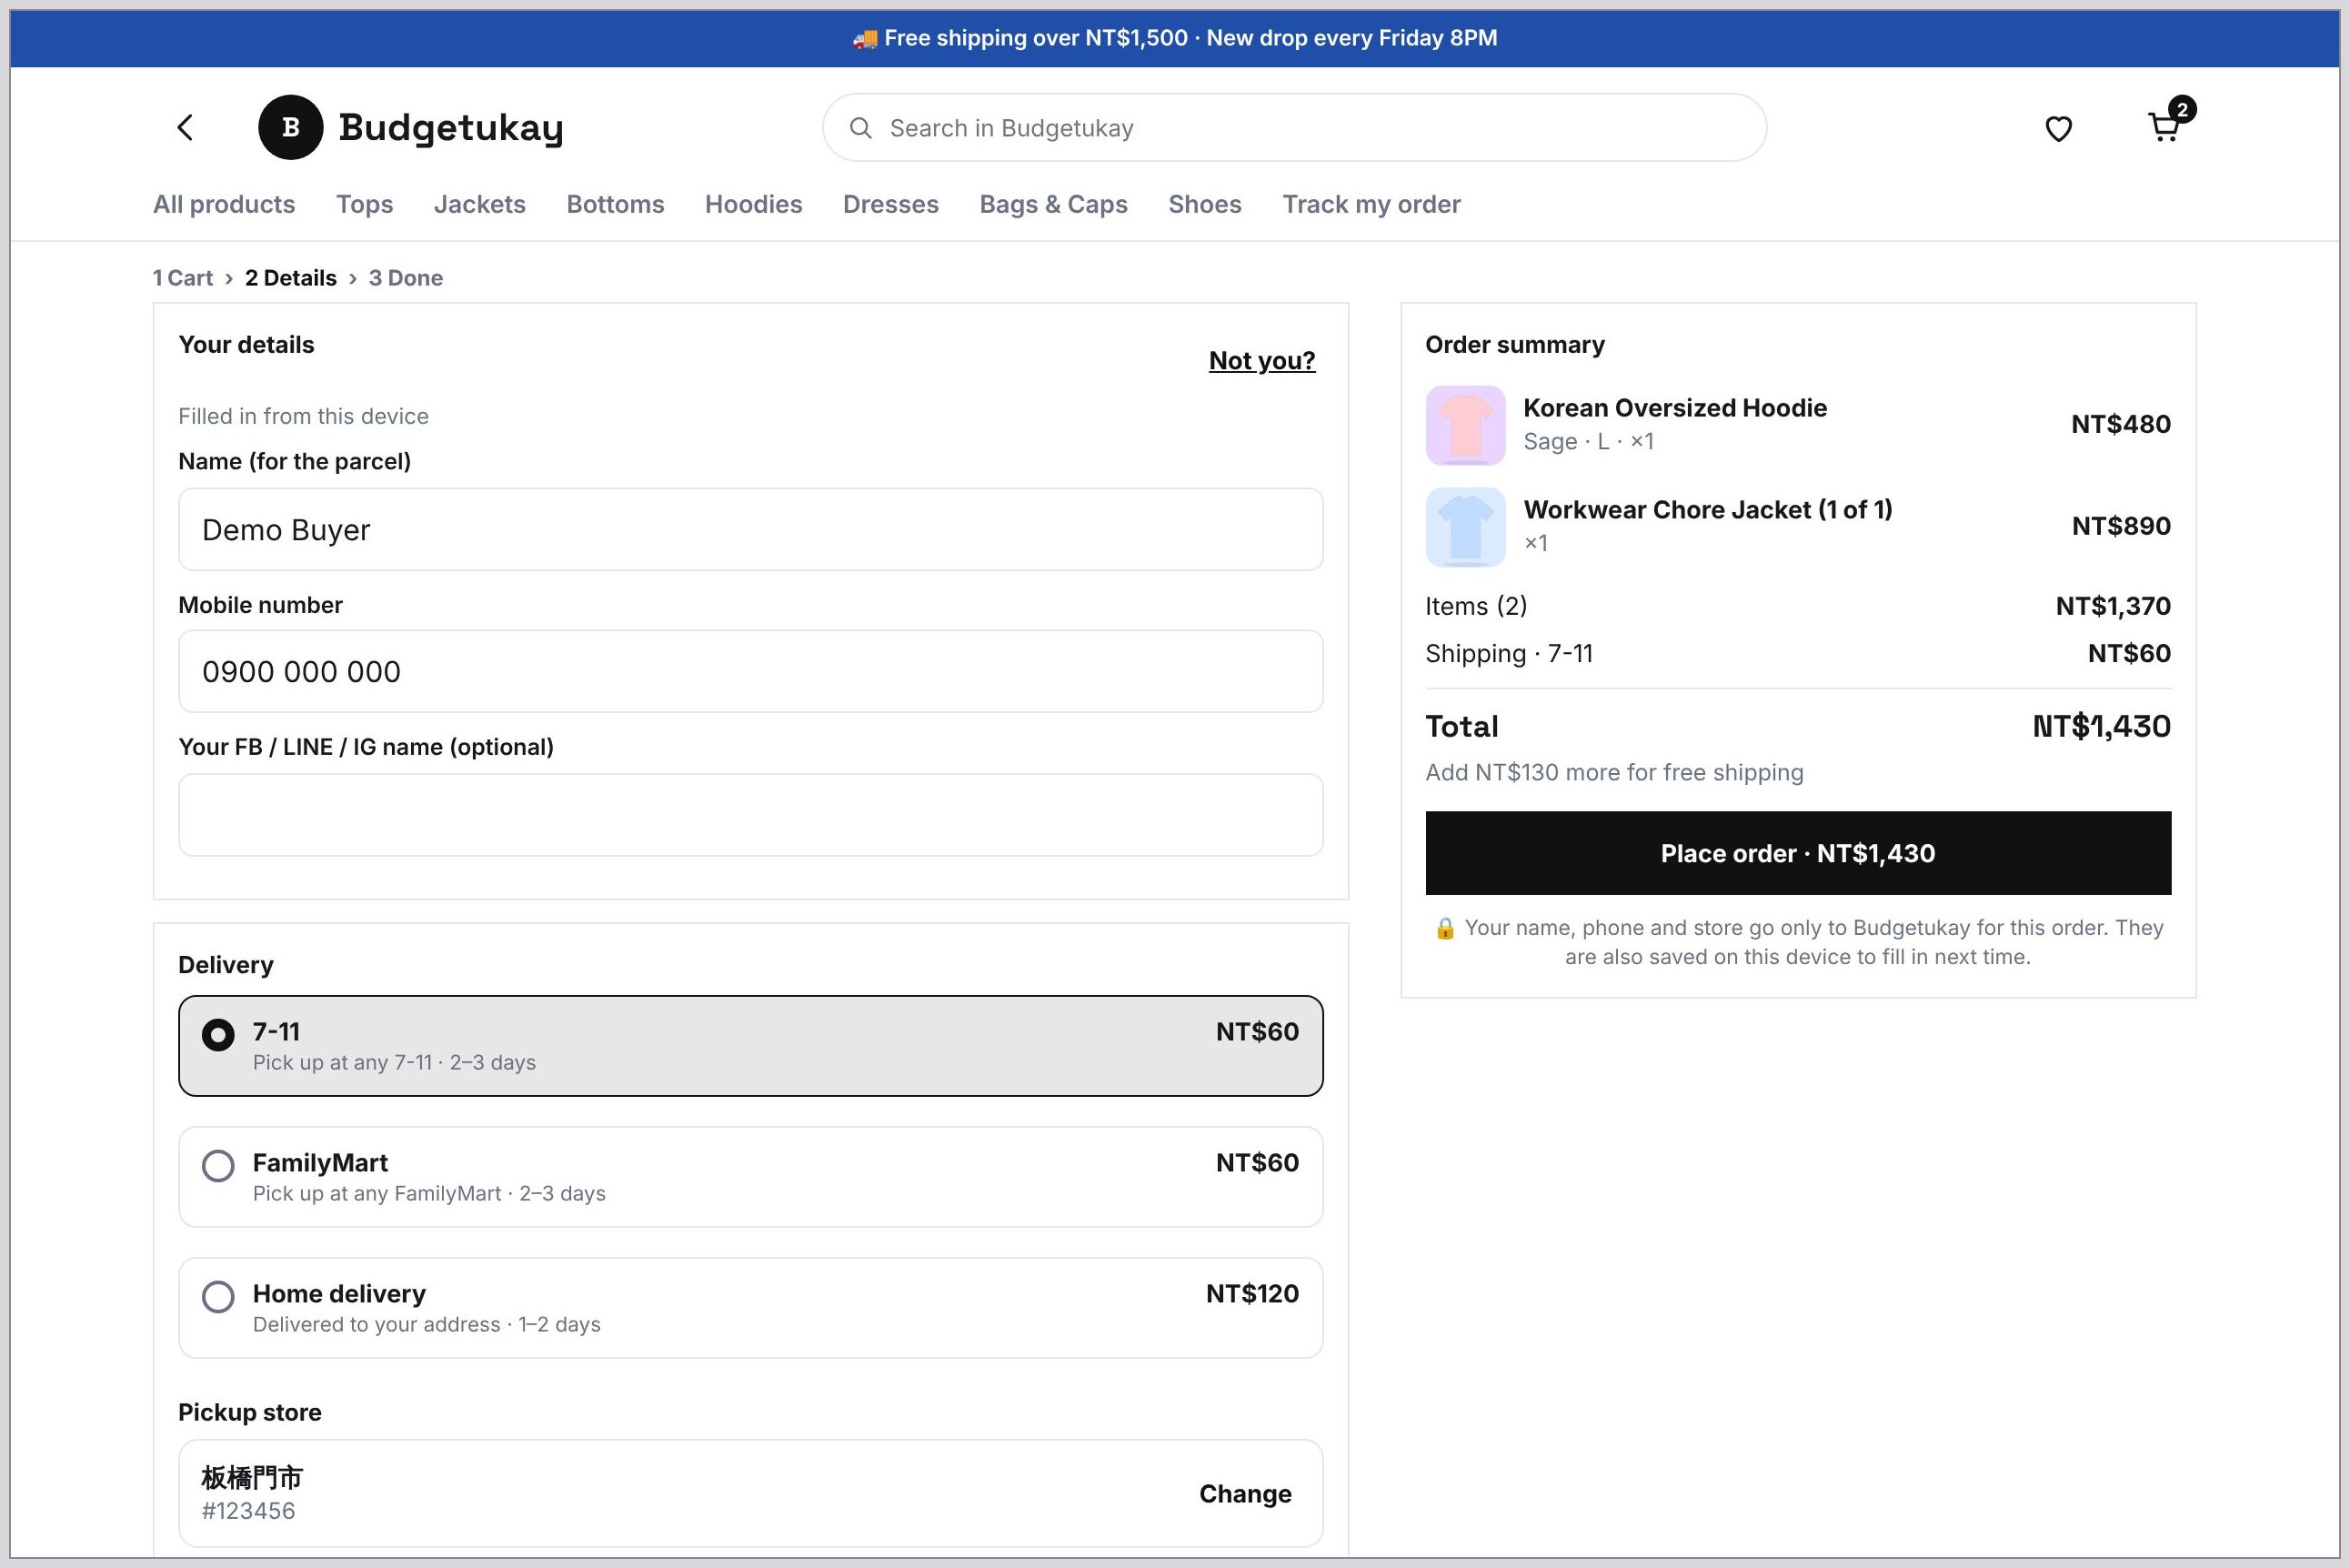 🚚 Free shipping over NT$1,500 · New drop every Friday 8PM
B Budgetukay
Search in Budgetukay
2
All products Tops Jackets Bottoms Hoodies Dresses Bags & Caps Shoes Track my order
1 Cart › 2 Details › 3 Done
Your details
Not you?
Filled in from this device
Name (for the parcel)
Demo Buyer
Mobile number
0900 000 000
Your FB / LINE / IG name (optional)
Delivery
7-11 NT$60
Pick up at any 7-11 · 2–3 days
FamilyMart NT$60
Pick up at any FamilyMart · 2–3 days
Home delivery NT$120
Delivered to your address · 1–2 days
Pickup store
板橋門市
#123456
Change
Order summary
Korean Oversized Hoodie
Sage · L · ×1
NT$480
Workwear Chore Jacket (1 of 1)
×1
NT$890
Items (2) NT$1,370
Shipping · 7-11 NT$60
Total NT$1,430
Add NT$130 more for free shipping
Place order · NT$1,430
🔒 Your name, phone and store go only to Budgetukay for this order. They
are also saved on this device to fill in next time.